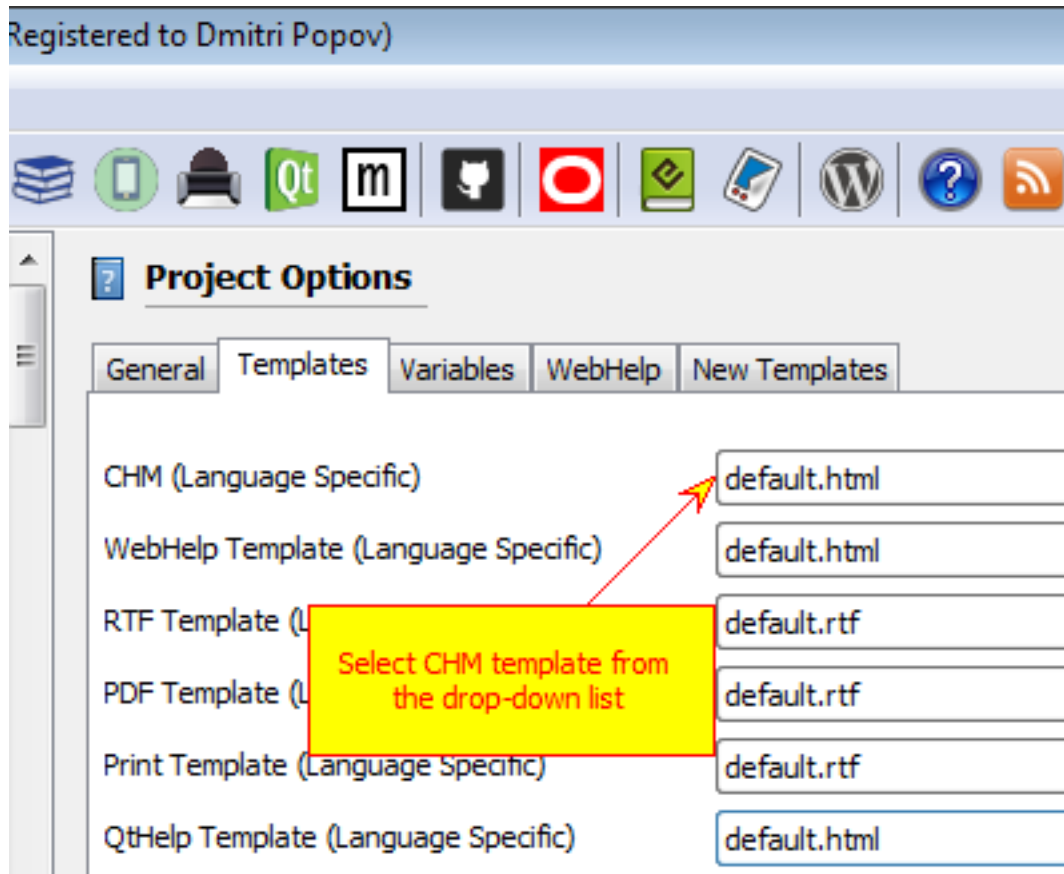 Registered to Dmitri Popov)
Qt m
Project Options
General Templates Variables WebHelp New Templates
CHM (Language Specific) default.html
WebHelp Template (Language Specific) default.html
RTF Template (L default.rtf
Select CHM template from
the drop-down list
PDF Template (L default.rtf
Print Template (Language Specific) default.rtf
QtHelp Template (Language Specific) default.html